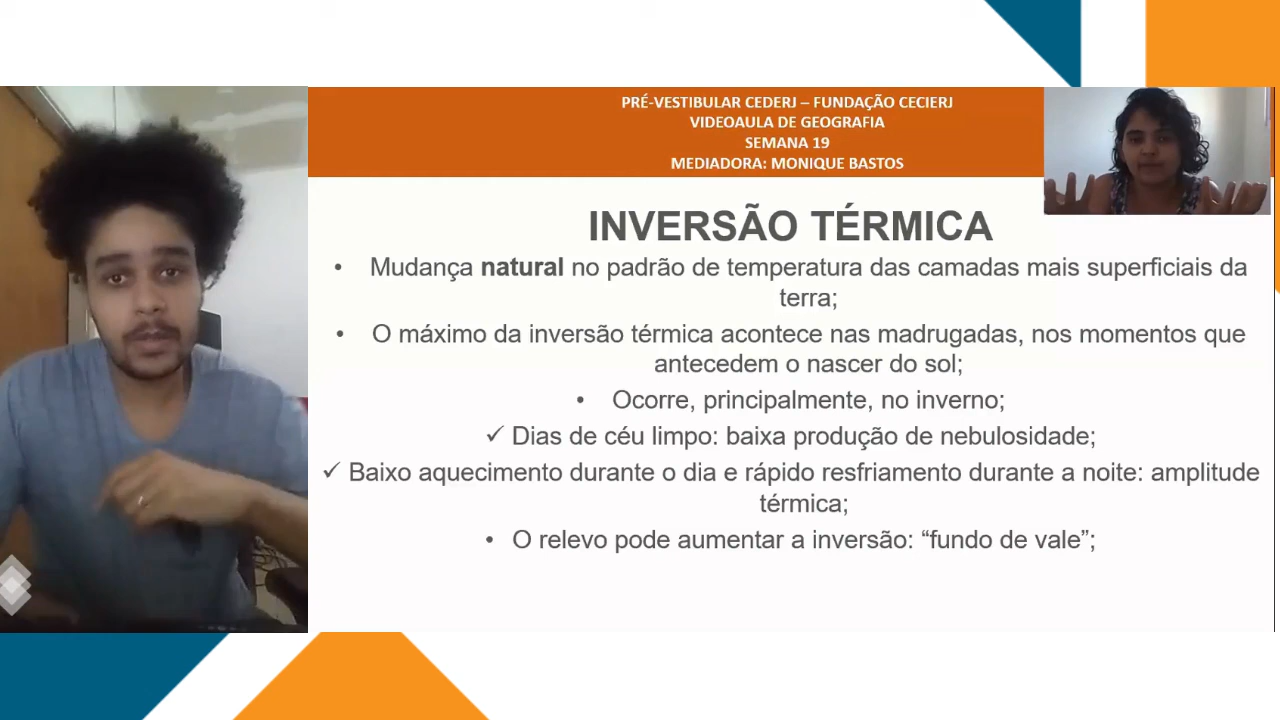 PRÉ-VESTIBULAR CEDERJ – FUNDAÇÃO CECIERJ
VIDEOAULA DE GEOGRAFIA
SEMANA 19
MEDIADORA: MONIQUE BASTOS
INVERSÃO TÉRMICA
• Mudança natural no padrão de temperatura das camadas mais superficiais da
terra;
• O máximo da inversão térmica acontece nas madrugadas, nos momentos que
antecedem o nascer do sol;
• Ocorre, principalmente, no inverno;
✓ Dias de céu limpo: baixa produção de nebulosidade;
✓ Baixo aquecimento durante o dia e rápido resfriamento durante a noite: amplitude
térmica;
• O relevo pode aumentar a inversão: “fundo de vale”;